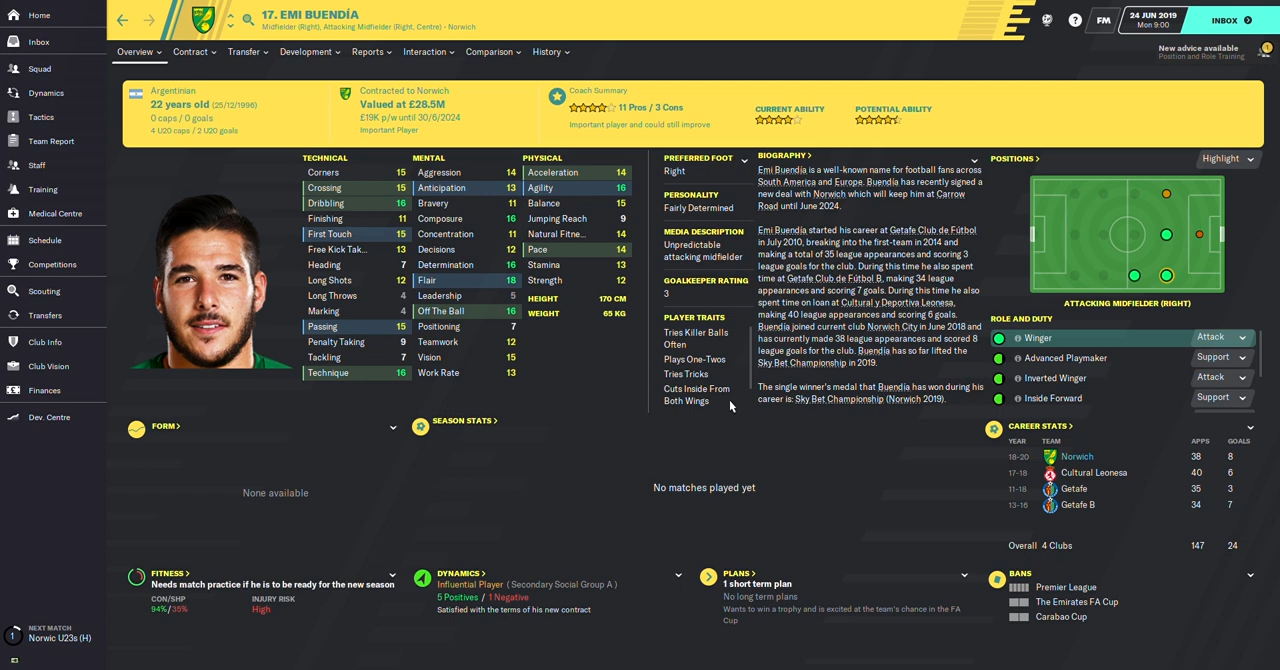 Home
Inbox
Squad
Dynamics
Tactics
Team Report
Staff
Training
Medical Centre
Schedule
Competitions
Scouting
Transfers
Club Info
Club Vision
Finances
Dev. Centre
NEXT MATCH
1
Norwic U23s (H)
17. EMI BUENDÍA
Midfielder (Right), Attacking Midfielder (Right, Centre) - Norwich
?
FM
24 JUN 2019
Mon 9:00
INBOX
Overview
Contract
Transfer
Development
Reports
Interaction
Comparison
History
New advice available
Position and Role Training
1
Argentinian
22 years old (25/12/1996)
0 caps / 0 goals
4 U20 caps / 2 U20 goals
Contracted to Norwich
Valued at £28.5M
£19K p/w until 30/6/2024
Important Player
Coach Summary
11 Pros / 3 Cons
Important player and could still improve
CURRENT ABILITY
POTENTIAL ABILITY
TECHNICAL
Corners 15
Crossing 15
Dribbling 16
Finishing 11
First Touch 15
Free Kick Tak... 13
Heading 7
Long Shots 12
Long Throws 4
Marking 4
Passing 15
Penalty Taking 9
Tackling 7
Technique 16
MENTAL
Aggression 14
Anticipation 13
Bravery 11
Composure 16
Concentration 11
Decisions 12
Determination 16
Flair 18
Leadership 5
Off The Ball 16
Positioning 7
Teamwork 12
Vision 15
Work Rate 13
PHYSICAL
Acceleration 14
Agility 16
Balance 15
Jumping Reach 9
Natural Fitne... 14
Pace 14
Stamina 13
Strength 12
HEIGHT 170 CM
WEIGHT 65 KG
PREFERRED FOOT
Right
PERSONALITY
Fairly Determined
MEDIA DESCRIPTION
Unpredictable
attacking midfielder
GOALKEEPER RATING
3
PLAYER TRAITS
Tries Killer Balls
Often
Plays One-Twos
Tries Tricks
Cuts Inside From
Both Wings
BIOGRAPHY >
Emi Buendía is a well-known name for football fans across
South America and Europe. Buendía has recently signed a
new deal with Norwich which will keep him at Carrow
Road until June 2024.
Emi Buendía started his career at Getafe Club de Fútbol
in July 2010, breaking into the first-team in 2014 and
making a total of 35 league appearances and scoring 3
league goals for the club. During this time he also spent
time at Getafe Club de Fútbol B, making 34 league
appearances and scoring 7 goals. During this time he also
spent time on loan at Cultural y Deportiva Leonesa,
making 40 league appearances and scoring 6 goals.
Buendía joined current club Norwich City in June 2018 and
has currently made 38 league appearances and scored 8
league goals for the club. Buendía has so far lifted the
Sky Bet Championship in 2019.
The single winner's medal that Buendía has won during his
career is: Sky Bet Championship (Norwich 2019).
POSITIONS >
Highlight
ATTACKING MIDFIELDER (RIGHT)
ROLE AND DUTY
Winger Attack
Advanced Playmaker Support
Inverted Winger Attack
Inside Forward Support
FORM >
None available
SEASON STATS >
No matches played yet
CAREER STATS >
YEAR TEAM APPS GOALS
18-20 Norwich 38 8
17-18 Cultural Leonesa 40 6
11-18 Getafe 35 3
13-16 Getafe B 34 7
Overall 4 Clubs 147 24
FITNESS >
Needs match practice if he is to be ready for the new season
CON/SHP INJURY RISK
94%/35% High
DYNAMICS >
Influential Player ( Secondary Social Group A )
5 Positives / 1 Negative
Satisfied with the terms of his new contract
PLANS >
1 short term plan
No long term plans
Wants to win a trophy and is excited at the team's chance in the FA
Cup
BANS
Premier League
The Emirates FA Cup
Carabao Cup